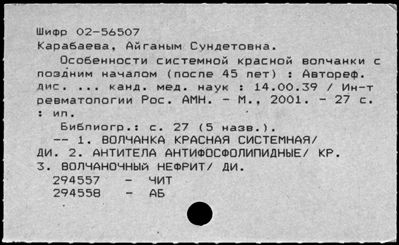 Шифр 02-56507
Карабаева, Айганым Сундетовна.
Особенности системной красной волчанки с
поздним началом (после 45 лет) : Автореф.
дис. ... канд. мед. наук : 14.00.39 / Ин-т
ревматологии Рос. АМН. - М., 2001. - 27 с.
: ил.
Библиогр.: с. 27 (5 назв.).
-- 1. ВОЛЧАНКА КРАСНАЯ СИСТЕМНАЯ/
ДИ. 2. АНТИТЕЛА АНТИФОСФОЛИПИДНЫЕ/ КР.
3. ВОЛЧАНОЧНЫЙ НЕФРИТ/ ДИ.
294557 - ЧИТ
294558 - АБ